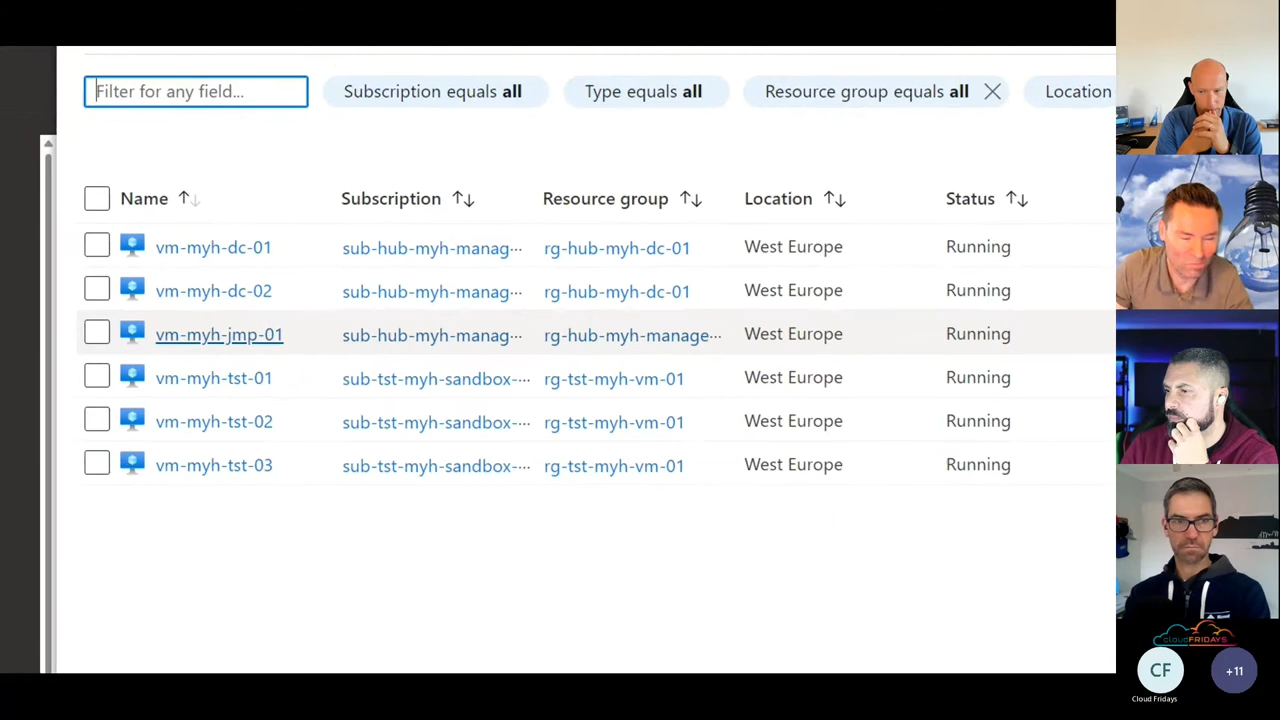 Filter for any field...
Subscription equals all
Type equals all
Resource group equals all
Location
Name
Subscription
Resource group
Location
Status
vm-myh-dc-01 sub-hub-myh-manag··· rg-hub-myh-dc-01 West Europe Running
vm-myh-dc-02 sub-hub-myh-manag··· rg-hub-myh-dc-01 West Europe Running
vm-myh-jmp-01 sub-hub-myh-manag··· rg-hub-myh-manage··· West Europe Running
vm-myh-tst-01 sub-tst-myh-sandbox-··· rg-tst-myh-vm-01 West Europe Running
vm-myh-tst-02 sub-tst-myh-sandbox-··· rg-tst-myh-vm-01 West Europe Running
vm-myh-tst-03 sub-tst-myh-sandbox-··· rg-tst-myh-vm-01 West Europe Running
cloudFRIDAYS
CF
+11
Cloud Fridays